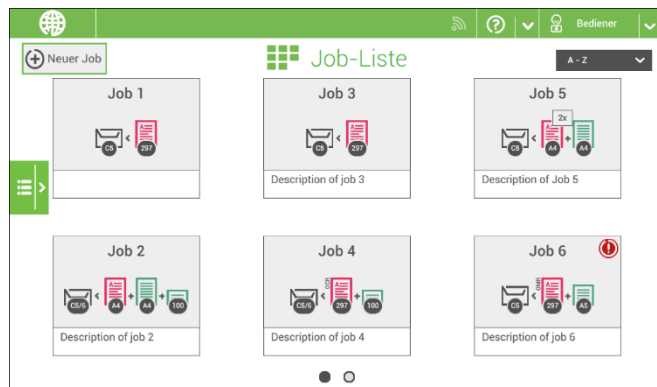 Bediener
Neuer Job
Job-Liste
A - Z
Job 1
C5
A
297
Job 3
C5
A
297
Description of job 3
Job 5
2x
C5
A
A4
A4
Description of Job 5
Job 2
C5/6
A
A4
A4
100
Description of job 2
Job 4
OCR
C5/6
A
297
100
Description of job 4
Job 6
OMR
C5
A
297
A5
Description of job 6